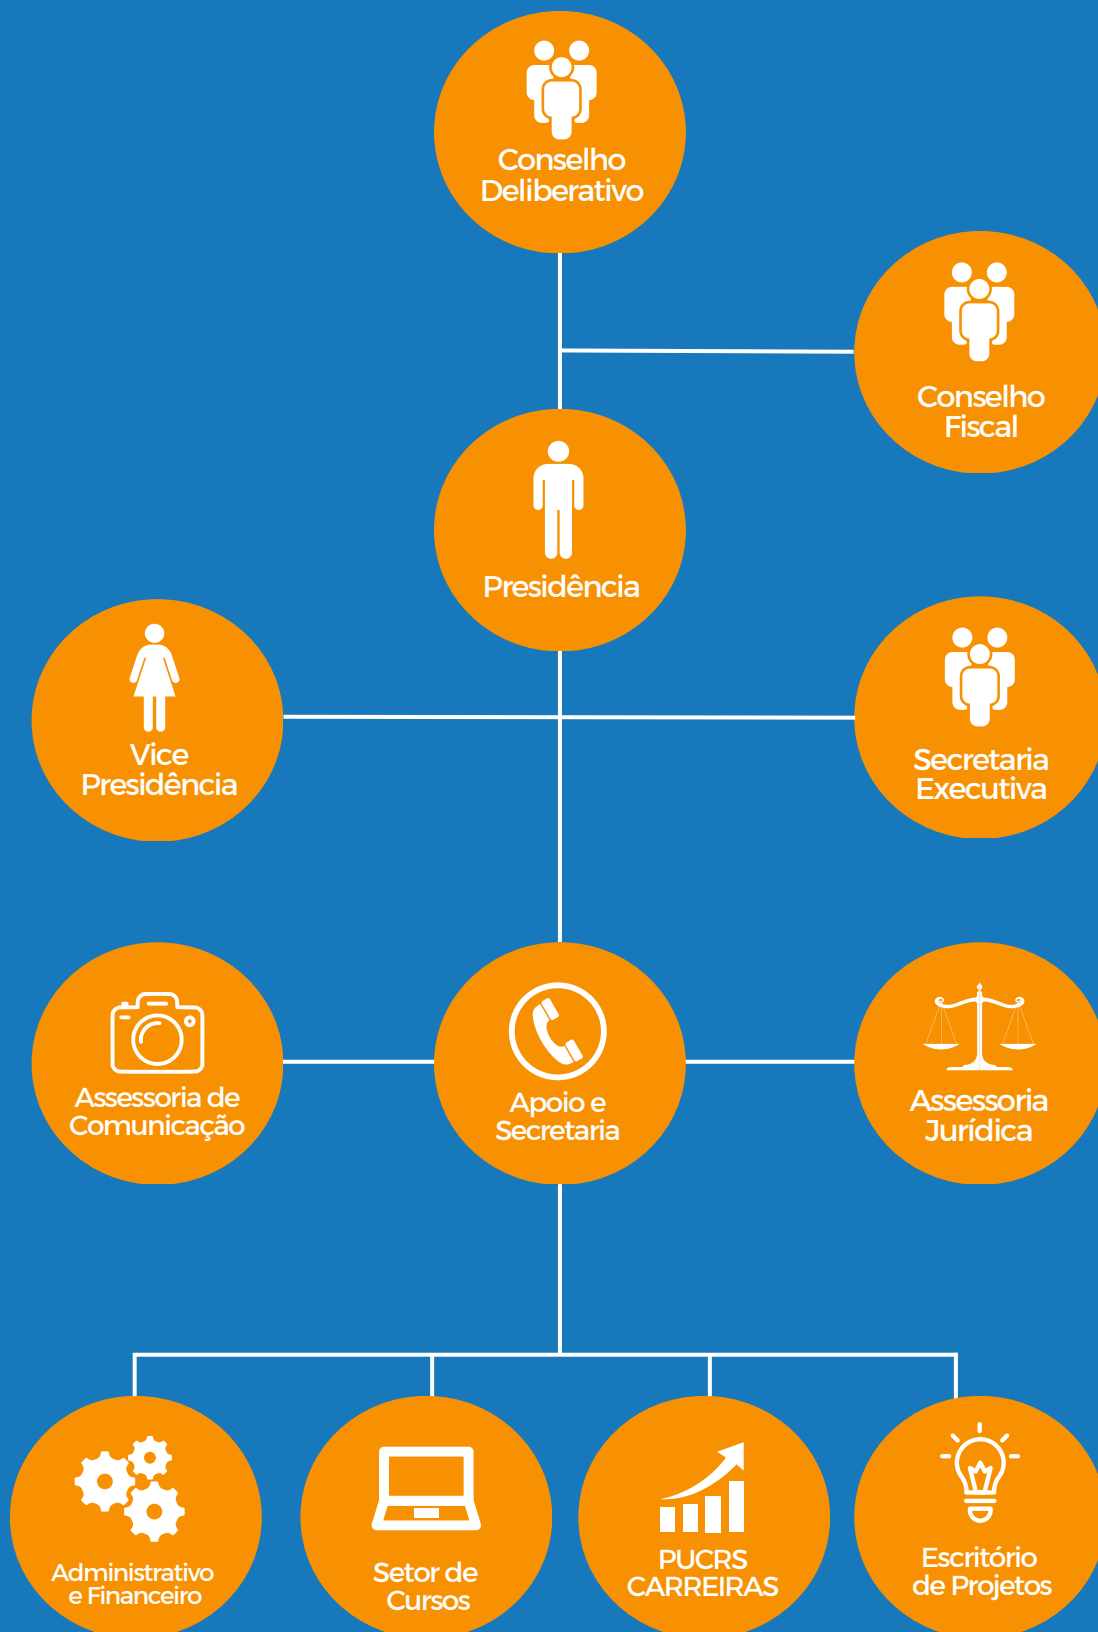 Conselho
Deliberativo
Conselho
Fiscal
Presidência
Vice
Presidência
Secretaria
Executiva
Assessoria de
Comunicação
Apoio e
Secretaria
Assessoria
Jurídica
Administrativo
e Financeiro
Setor de
Cursos
PUCRS
CARREIRAS
Escritório
de Projetos